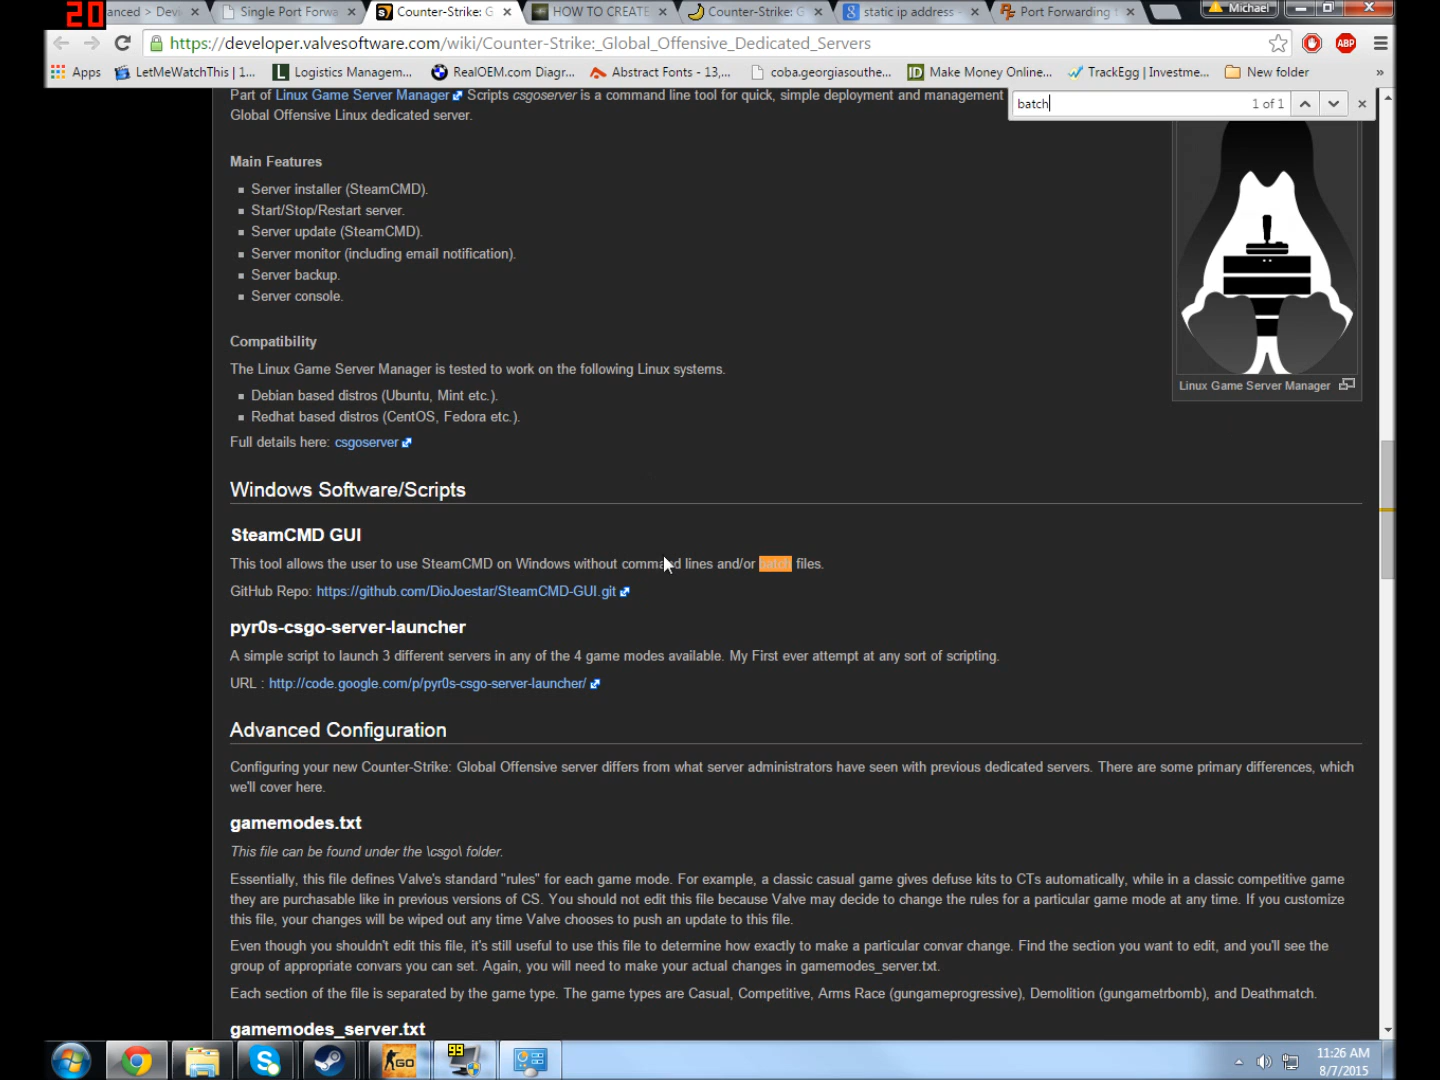 20
anced > Devi
Single Port Forwa
Counter-Strike: G
HOW TO CREATE
Counter-Strike: G
static ip address -
Port Forwarding
Michael
https://developer.valvesoftware.com/wiki/Counter-Strike:_Global_Offensive_Dedicated_Servers
ABP
Apps
LetMeWatchThis | 1...
Logistics Managem...
RealOEM.com Diagr...
Abstract Fonts - 13,...
coba.georgiasouthe...
Make Money Online...
TrackEgg | Investme...
New folder
»
batch
1 of 1
Part of Linux Game Server Manager Scripts csgoserver is a command line tool for quick, simple deployment and management
Global Offensive Linux dedicated server.
Main Features
Server installer (SteamCMD).
Start/Stop/Restart server.
Server update (SteamCMD).
Server monitor (including email notification).
Server backup.
Server console.
Compatibility
The Linux Game Server Manager is tested to work on the following Linux systems.
Debian based distros (Ubuntu, Mint etc.).
Redhat based distros (CentOS, Fedora etc.).
Full details here: csgoserver
Linux Game Server Manager
Windows Software/Scripts
SteamCMD GUI
This tool allows the user to use SteamCMD on Windows without command lines and/or batch files.
GitHub Repo: https://github.com/DioJoestar/SteamCMD-GUI.git
pyr0s-csgo-server-launcher
A simple script to launch 3 different servers in any of the 4 game modes available. My First ever attempt at any sort of scripting.
URL : http://code.google.com/p/pyr0s-csgo-server-launcher/
Advanced Configuration
Configuring your new Counter-Strike: Global Offensive server differs from what server administrators have seen with previous dedicated servers. There are some primary differences, which
we'll cover here.
gamemodes.txt
This file can be found under the \csgo\ folder.
Essentially, this file defines Valve's standard "rules" for each game mode. For example, a classic casual game gives defuse kits to CTs automatically, while in a classic competitive game
they are purchasable like in previous versions of CS. You should not edit this file because Valve may decide to change the rules for a particular game mode at any time. If you customize
this file, your changes will be wiped out any time Valve chooses to push an update to this file.
Even though you shouldn't edit this file, it's still useful to use this file to determine how exactly to make a particular convar change. Find the section you want to edit, and you'll see the
group of appropriate convars you can set. Again, you will need to make your actual changes in gamemodes_server.txt.
Each section of the file is separated by the game type. The game types are Casual, Competitive, Arms Race (gungameprogressive), Demolition (gungametrbomb), and Deathmatch.
gamemodes_server.txt
GO
99
11:26 AM
8/7/2015